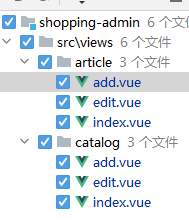 shopping-admin 6 个文件
src\views 6 个文件
article 3 个文件
add.vue
edit.vue
index.vue
catalog 3 个文件
add.vue
edit.vue
index.vue